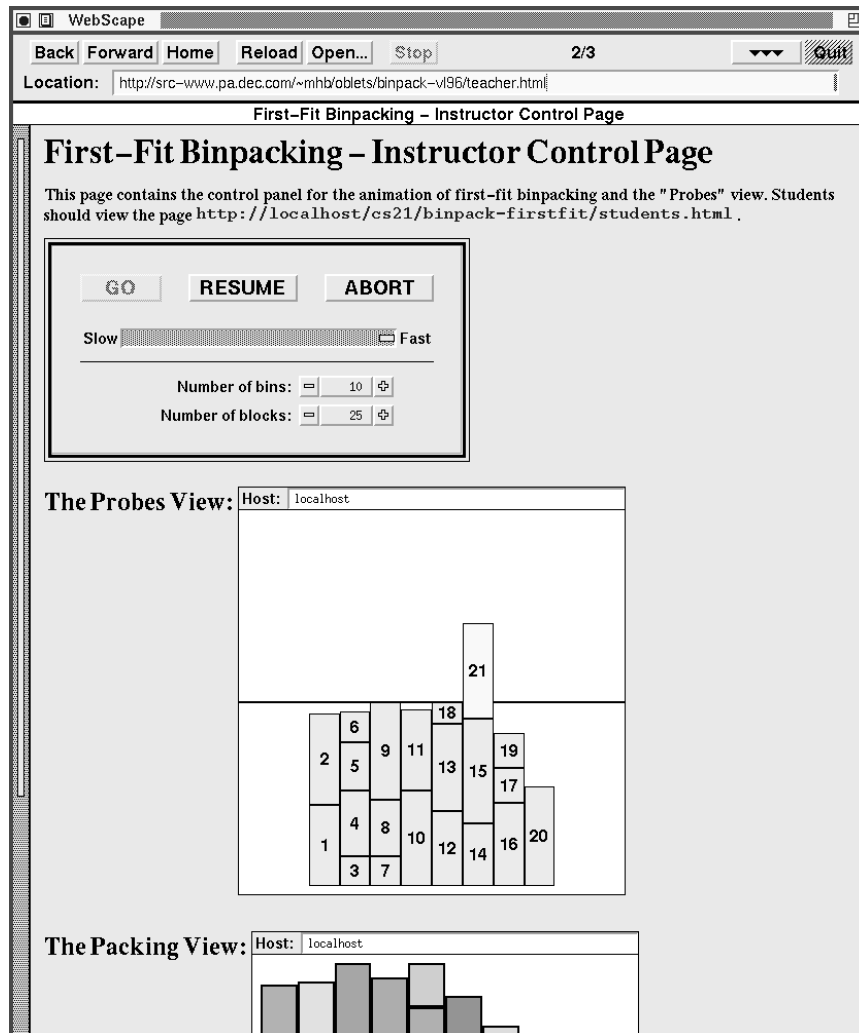 WebScape
Back Forward Home Reload Open... Stop 2/3 Quit
Location: http://src-www.pa.dec.com/~mhb/oblets/binpack-vl96/teacher.html
First-Fit Binpacking - Instructor Control Page
First-Fit Binpacking - Instructor Control Page
This page contains the control panel for the animation of first-fit binpacking and the "Probes" view. Students
should view the page http://localhost/cs21/binpack-firstfit/students.html .
GO RESUME ABORT
Slow Fast
Number of bins: 10
Number of blocks: 25
The Probes View: Host: localhost
21
18
6
2 9 11 19
5 13 15
17
4 8
1 10 12 14 16 20
3 7
The Packing View: Host: localhost